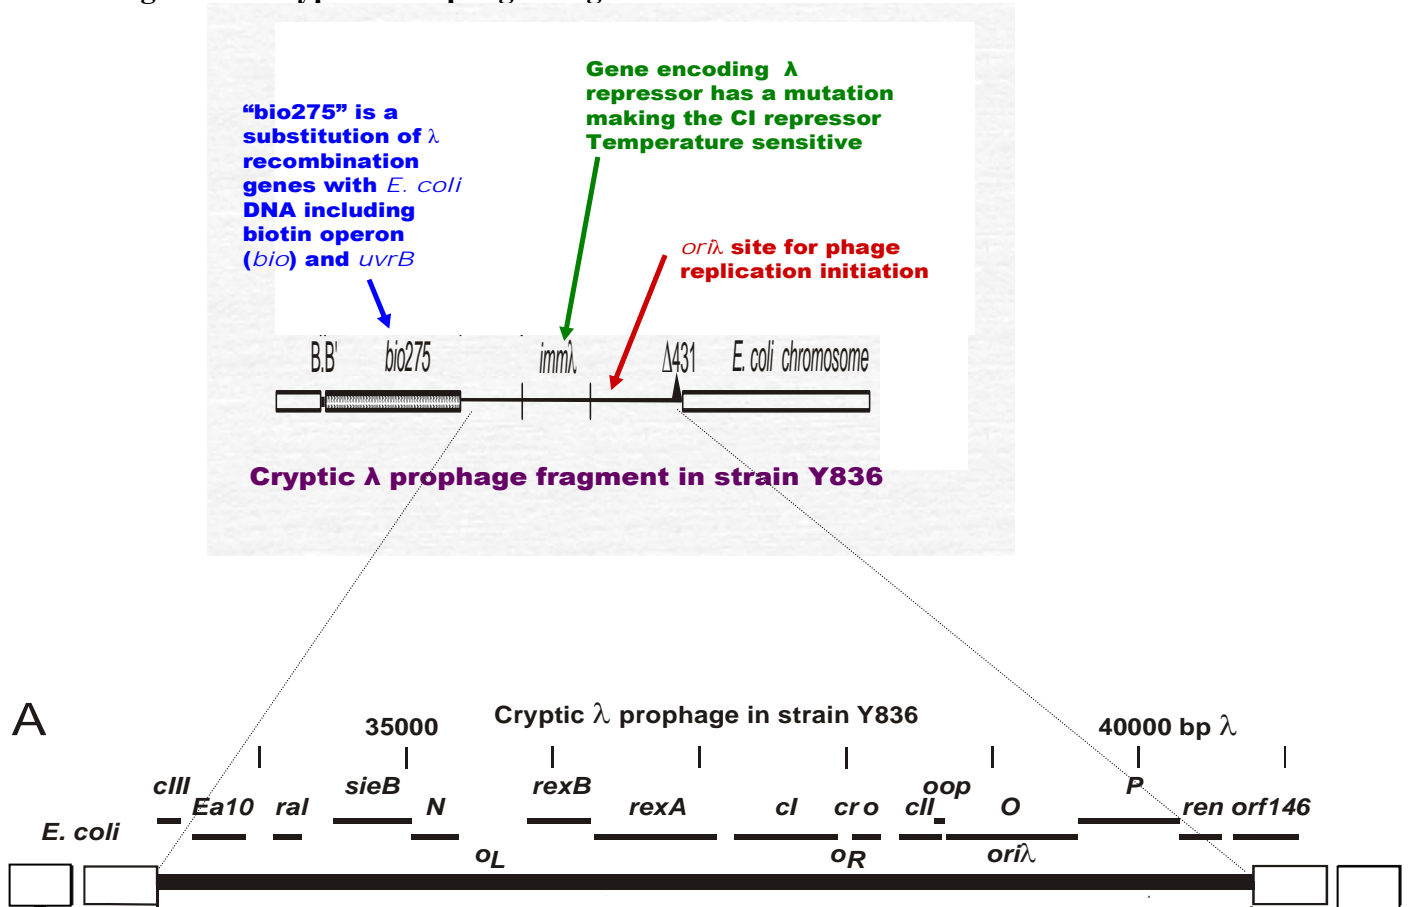 Gene encoding λ
repressor has a mutation
making the CI repressor
Temperature sensitive
“bio275” is a
substitution of λ
recombination
genes with E. coli
DNA including
biotin operon
(bio) and uvrB
oriλ site for phage
replication initiation
B.B' bio275 immλ Δ431 E. coli chromosome
Cryptic λ prophage fragment in strain Y836
A
Cryptic λ prophage in strain Y836
35000 40000 bp λ
cIII sieB rexB oop P
Ea10 ral N rexA cI cro cII O ren orf146
E. coli
oL oR oriλ